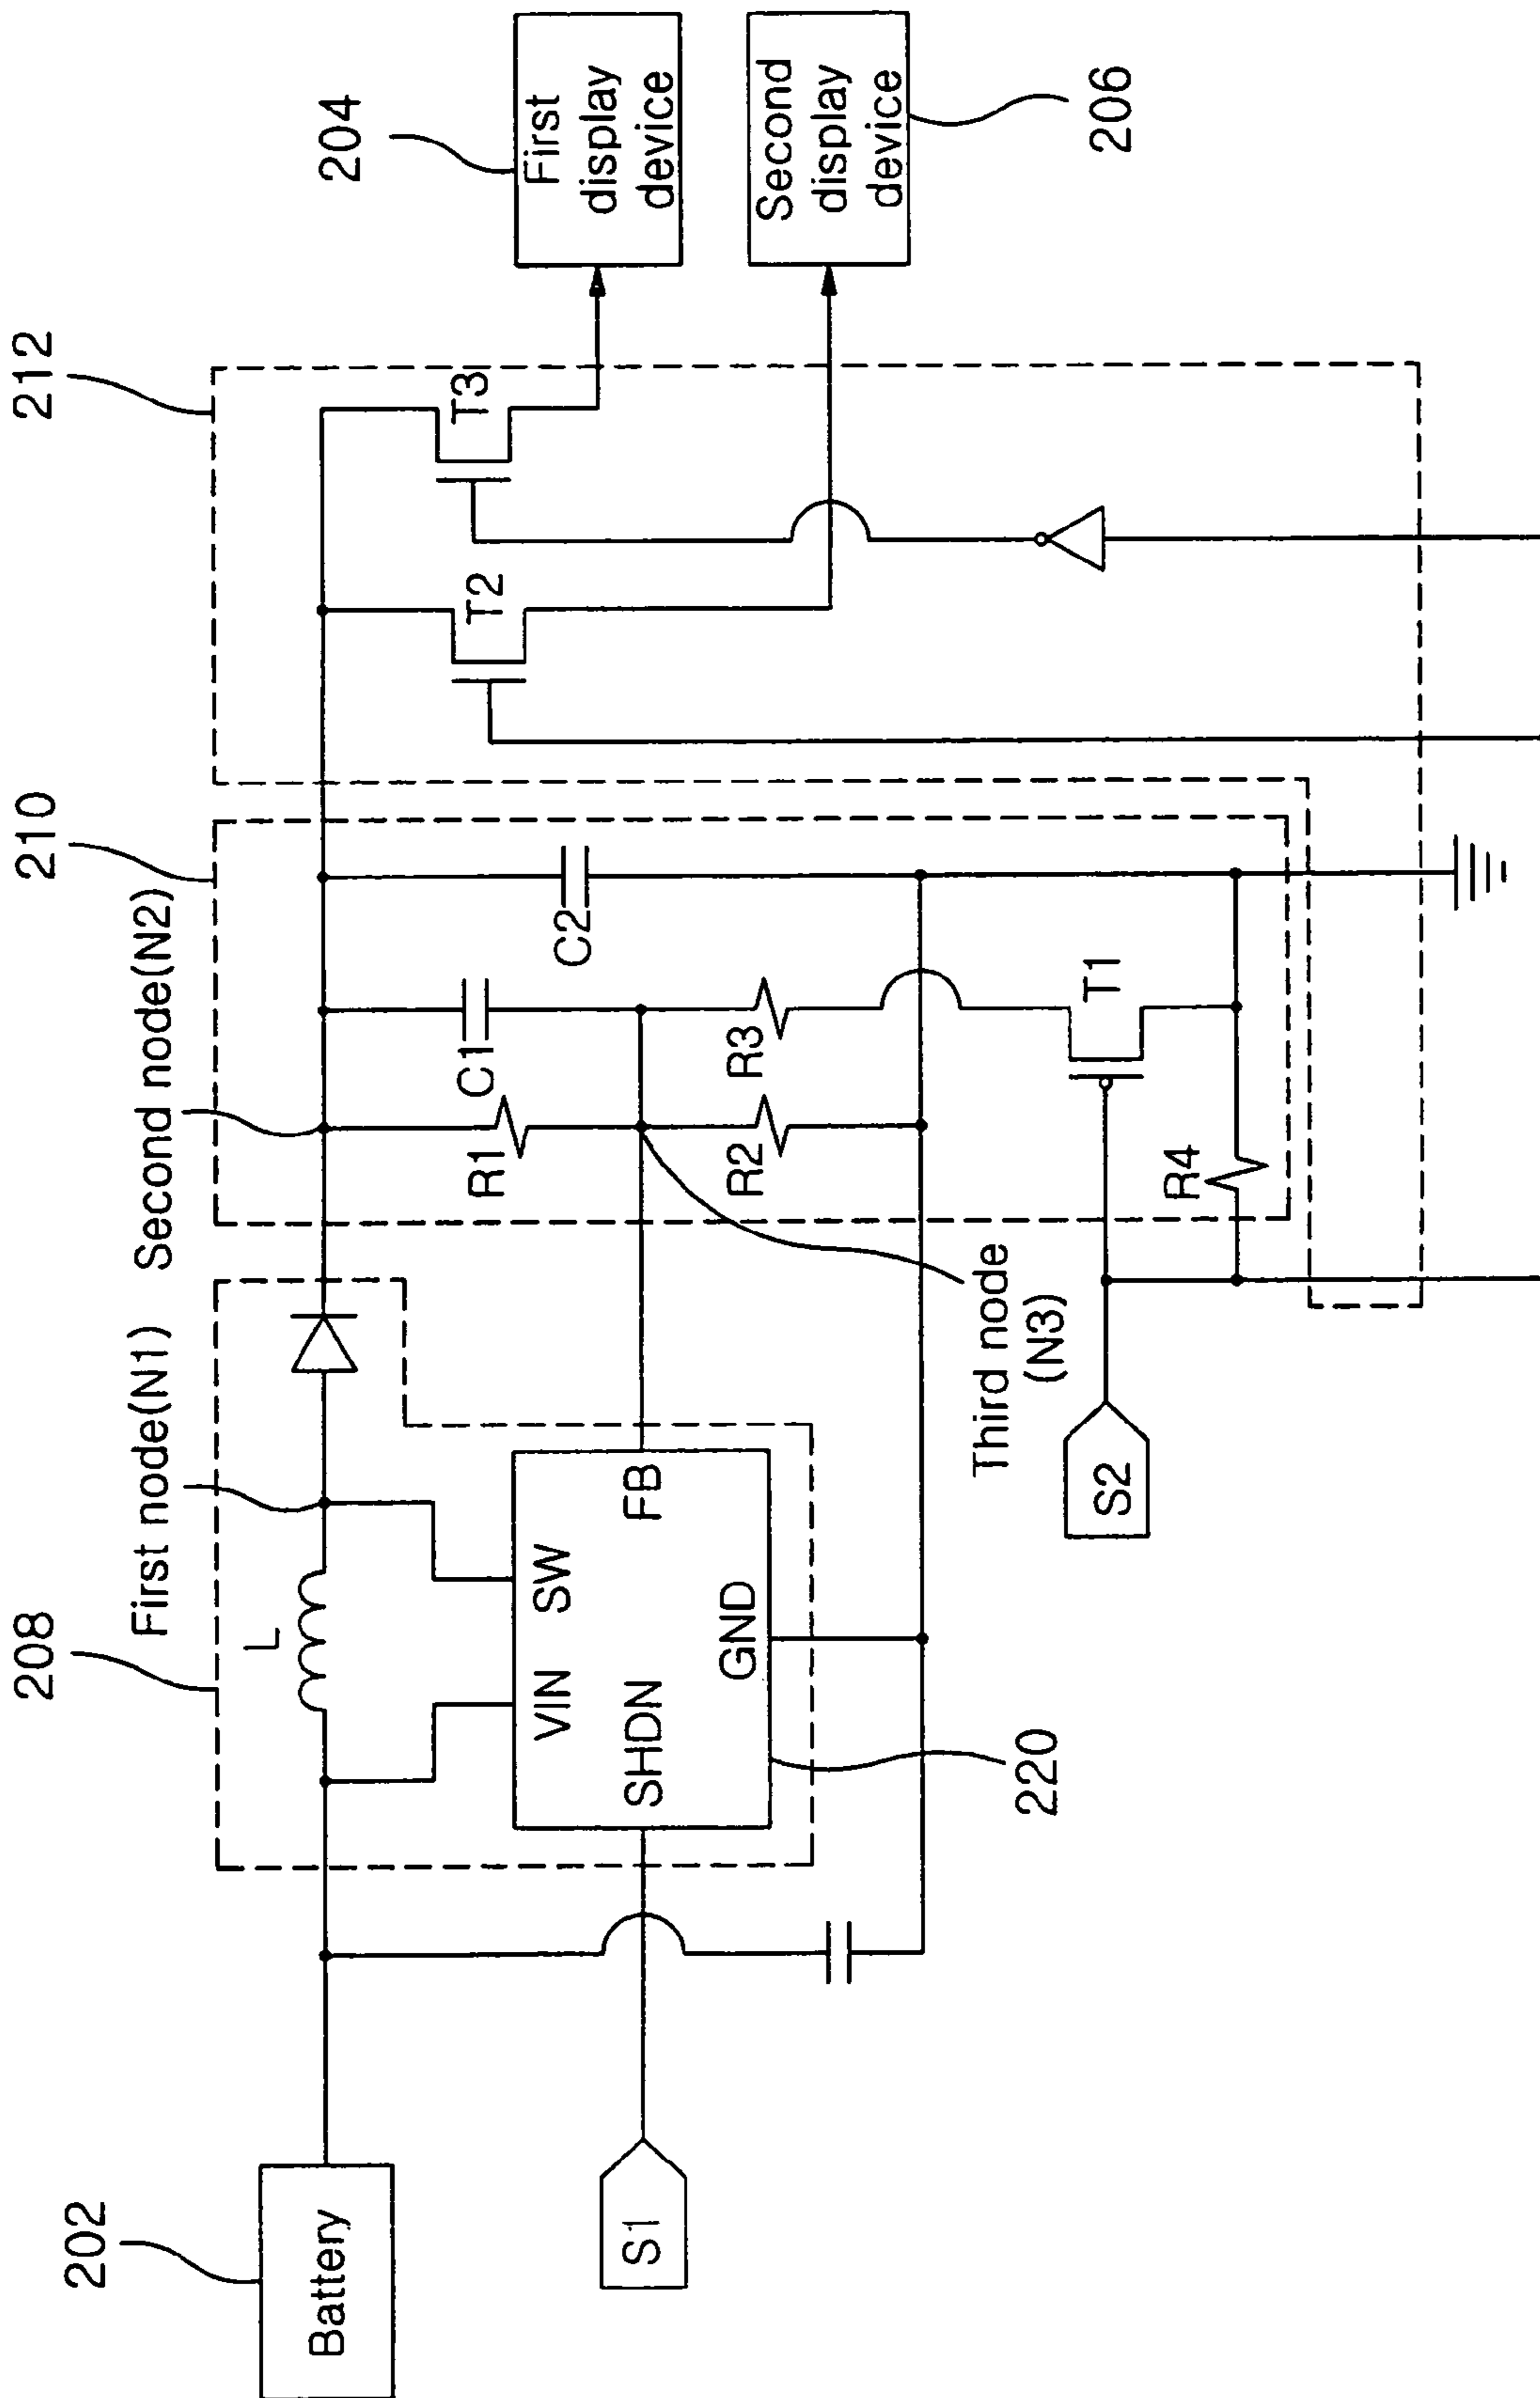 202
208
210
212
204
First
display
device
Second
display
device
206
First node(N1)
Second node(N2)
L
Battery
VIN
SW
SHDN
FB
GND
220
S1
R1
C1
C2
R2
R3
T2
T3
Third node
(N3)
T1
R4
S2